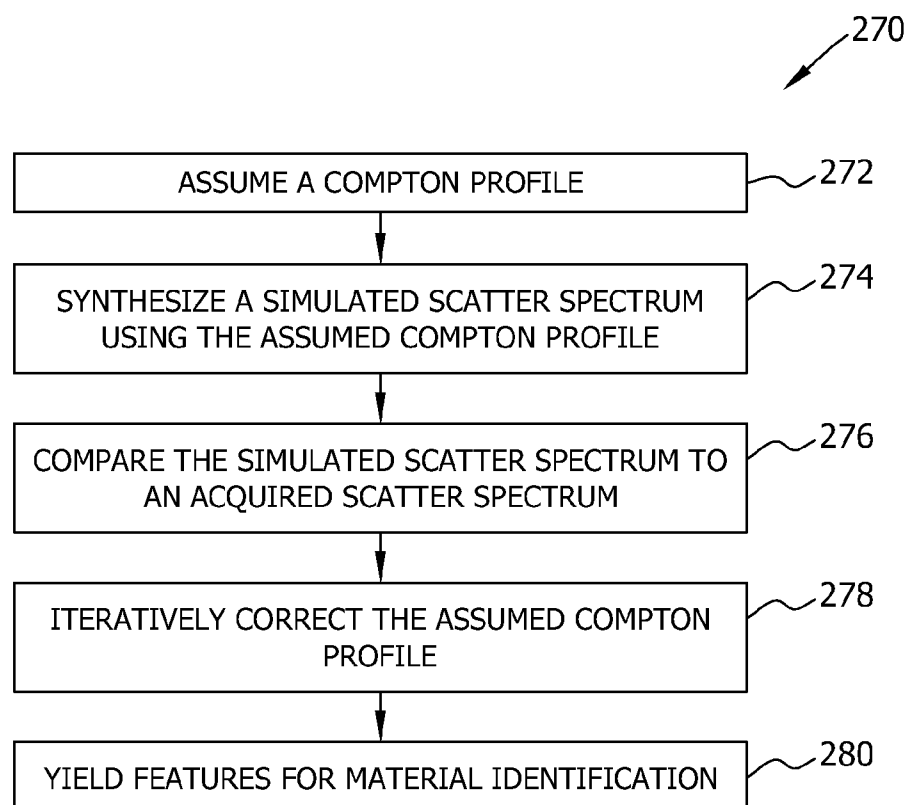 270
ASSUME A COMPTON PROFILE
272
SYNTHESIZE A SIMULATED SCATTER SPECTRUM
USING THE ASSUMED COMPTON PROFILE
274
COMPARE THE SIMULATED SCATTER SPECTRUM TO
AN ACQUIRED SCATTER SPECTRUM
276
ITERATIVELY CORRECT THE ASSUMED COMPTON
PROFILE
278
YIELD FEATURES FOR MATERIAL IDENTIFICATION
280